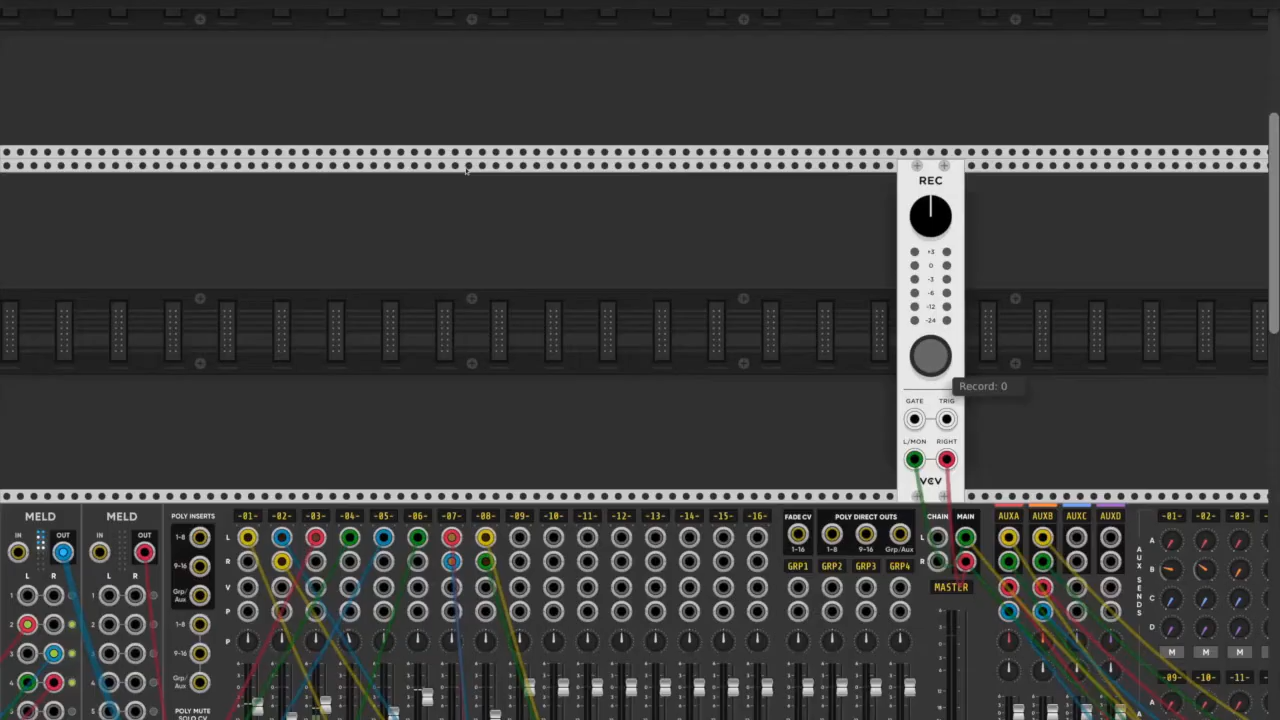 REC
+3
0
-3
-6
-12
-24
Record: 0
GATE TRIG
L/MON RIGHT
VCV
MELD MELD POLY INSERTS -01- -02- -03- -04- -05- -06- -07- -08- -09- -10- -11- -12- -13- -14- -15- -16- FADE CV POLY DIRECT OUTS CHAIN MAIN AUXA AUXB AUXC AUXD -01- -02- -03-
IN OUT IN OUT 1-8 L L A
1-16 1-8 9-16 Grp/Aux
9-16 R GRP1 GRP2 GRP3 GRP4 R B
L R L R
AUX SENDS
1 1 Grp/Aux V MASTER C
2 2 1-8 P D
3 3 9-16 P M M M
4 4 Grp/Aux -09- -10- -11-
5 5 POLY MUTE A
SOLO CV